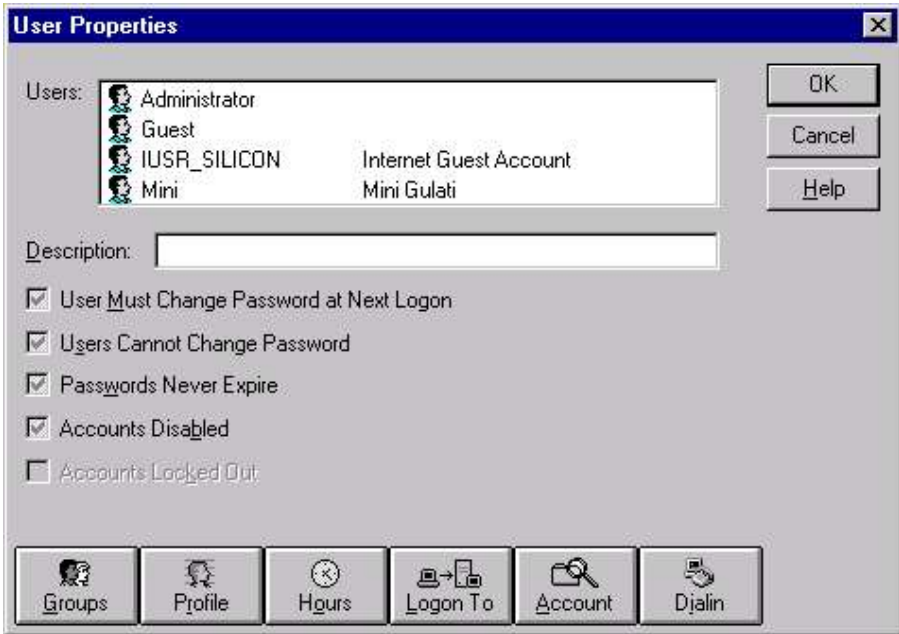 User Properties
Users:
Administrator
Guest
IUSR_SILICON Internet Guest Account
Mini Mini Gulati
OK
Cancel
Help
Description:
User Must Change Password at Next Logon
Users Cannot Change Password
Passwords Never Expire
Accounts Disabled
Accounts Locked Out
Groups Profile Hours Logon To Account Dialin